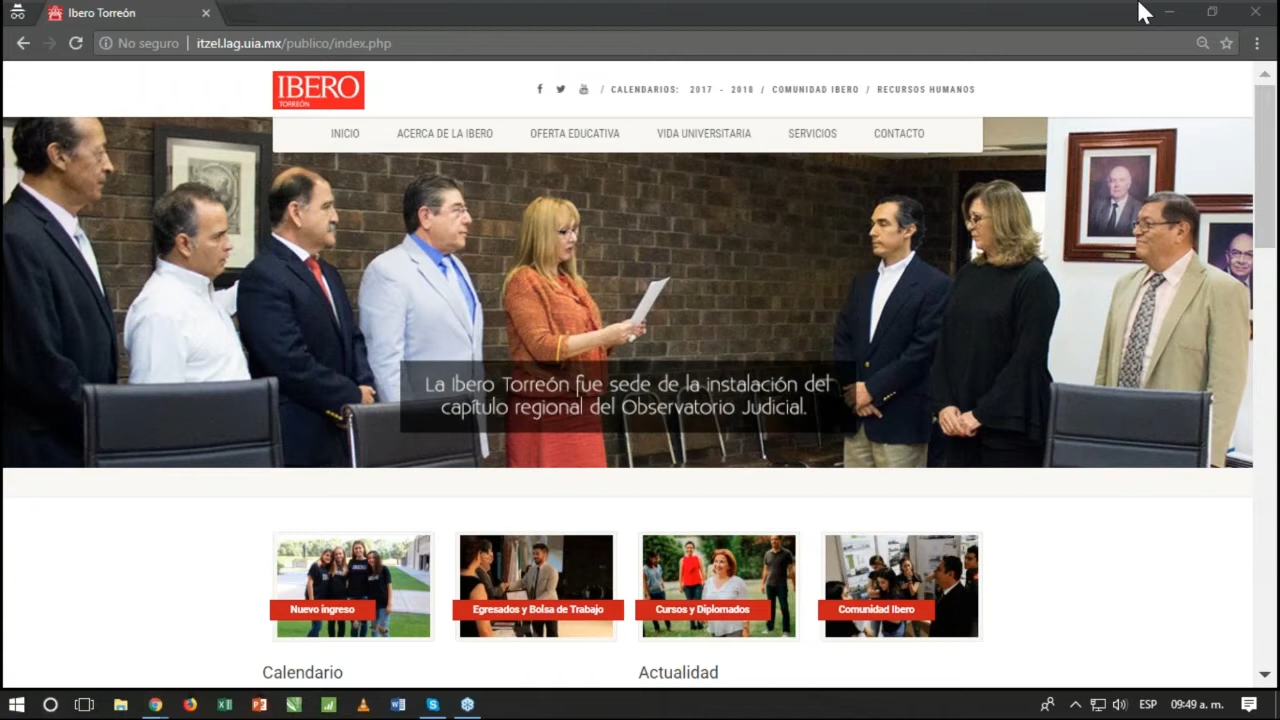 Ibero Torreón
No seguro
itzel.lag.uia.mx/publico/index.php
IBERO
TORREÓN
/ CALENDARIOS: 2017 - 2018 / COMUNIDAD IBERO / RECURSOS HUMANOS
INICIO
ACERCA DE LA IBERO
OFERTA EDUCATIVA
VIDA UNIVERSITARIA
SERVICIOS
CONTACTO
La Ibero Torreón fue sede de la instalación del
capítulo regional del Observatorio Judicial.
Nuevo ingreso
Egresados y Bolsa de Trabajo
Cursos y Diplomados
Comunidad Ibero
Calendario
Actualidad
ESP
09:49 a. m.